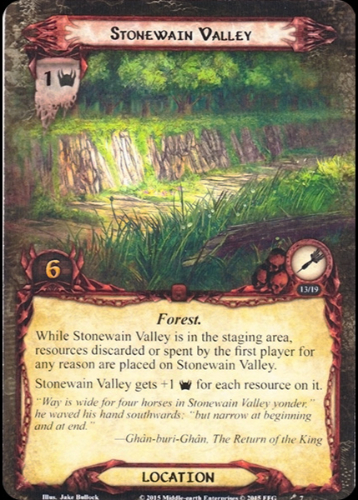 Stonewain Valley
1
6
13/19
Forest.
While Stonewain Valley is in the staging area,
resources discarded or spent by the first player for
any reason are placed on Stonewain Valley.
Stonewain Valley gets +1 for each resource on it.
"Way is wide for four horses in Stonewain Valley yonder,"
he waved his hand southwards, "but narrow at beginning
and at end."
—Ghân-buri-Ghân, The Return of the King
LOCATION
Illus. Jake Bullock © 2015 Middle-earth Enterprises © 2015 FFG 7